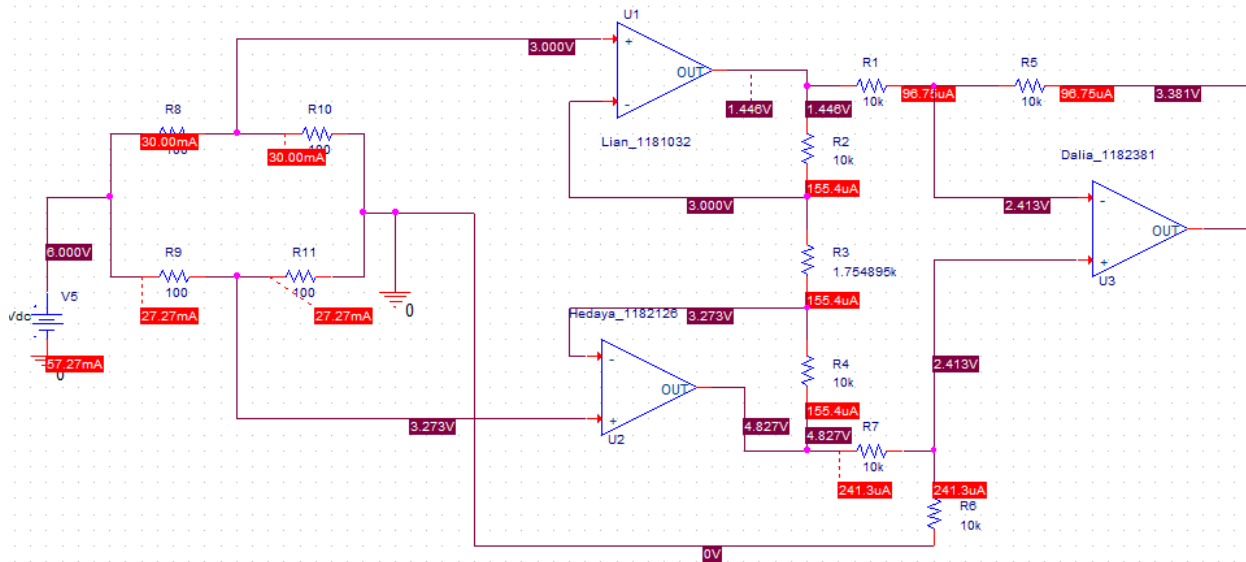 U1
3.000V
+
-
OUT
1.446V
1.446V
Lian_1181032
R1
10k
96.75uA
R5
10k
96.75uA
3.381V
R8
30.00mA
100
R10
30.00mA
100
R2
10k
155.4uA
Dalia_1182381
3.000V
2.413V
-
+
OUT
U3
6.000V
R9
100
R11
100
27.27mA
27.27mA
0
V5
Vdc
57.27mA
0
R3
1.754895k
155.4uA
Hedaya_1182126
3.273V
-
+
OUT
U2
3.273V
R4
10k
155.4uA
2.413V
4.827V
4.827V
R7
10k
241.3uA
241.3uA
R6
10k
0V